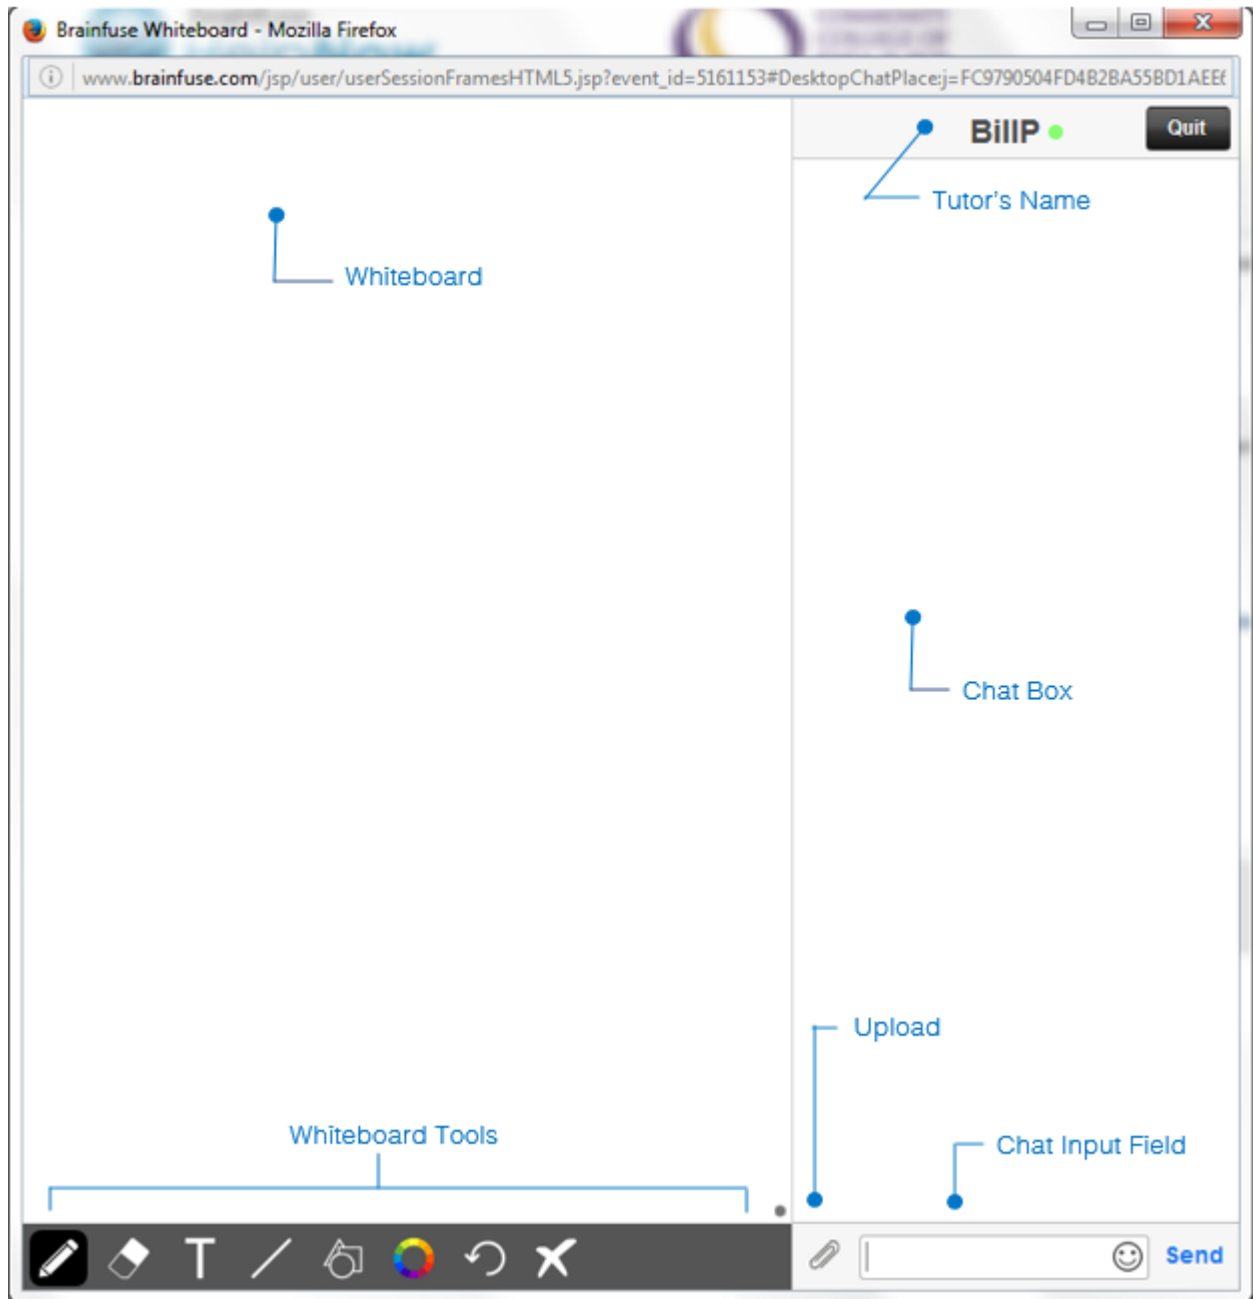 Brainfuse Whiteboard - Mozilla Firefox
www.brainfuse.com/jsp/user/userSessionFramesHTML5.jsp?event_id=5161153#DesktopChatPlace:j=FC9790504FD4B2BA55BD1AEE
BillP
Quit
Tutor's Name
Whiteboard
Chat Box
Upload
Whiteboard Tools
Chat Input Field
T
Send